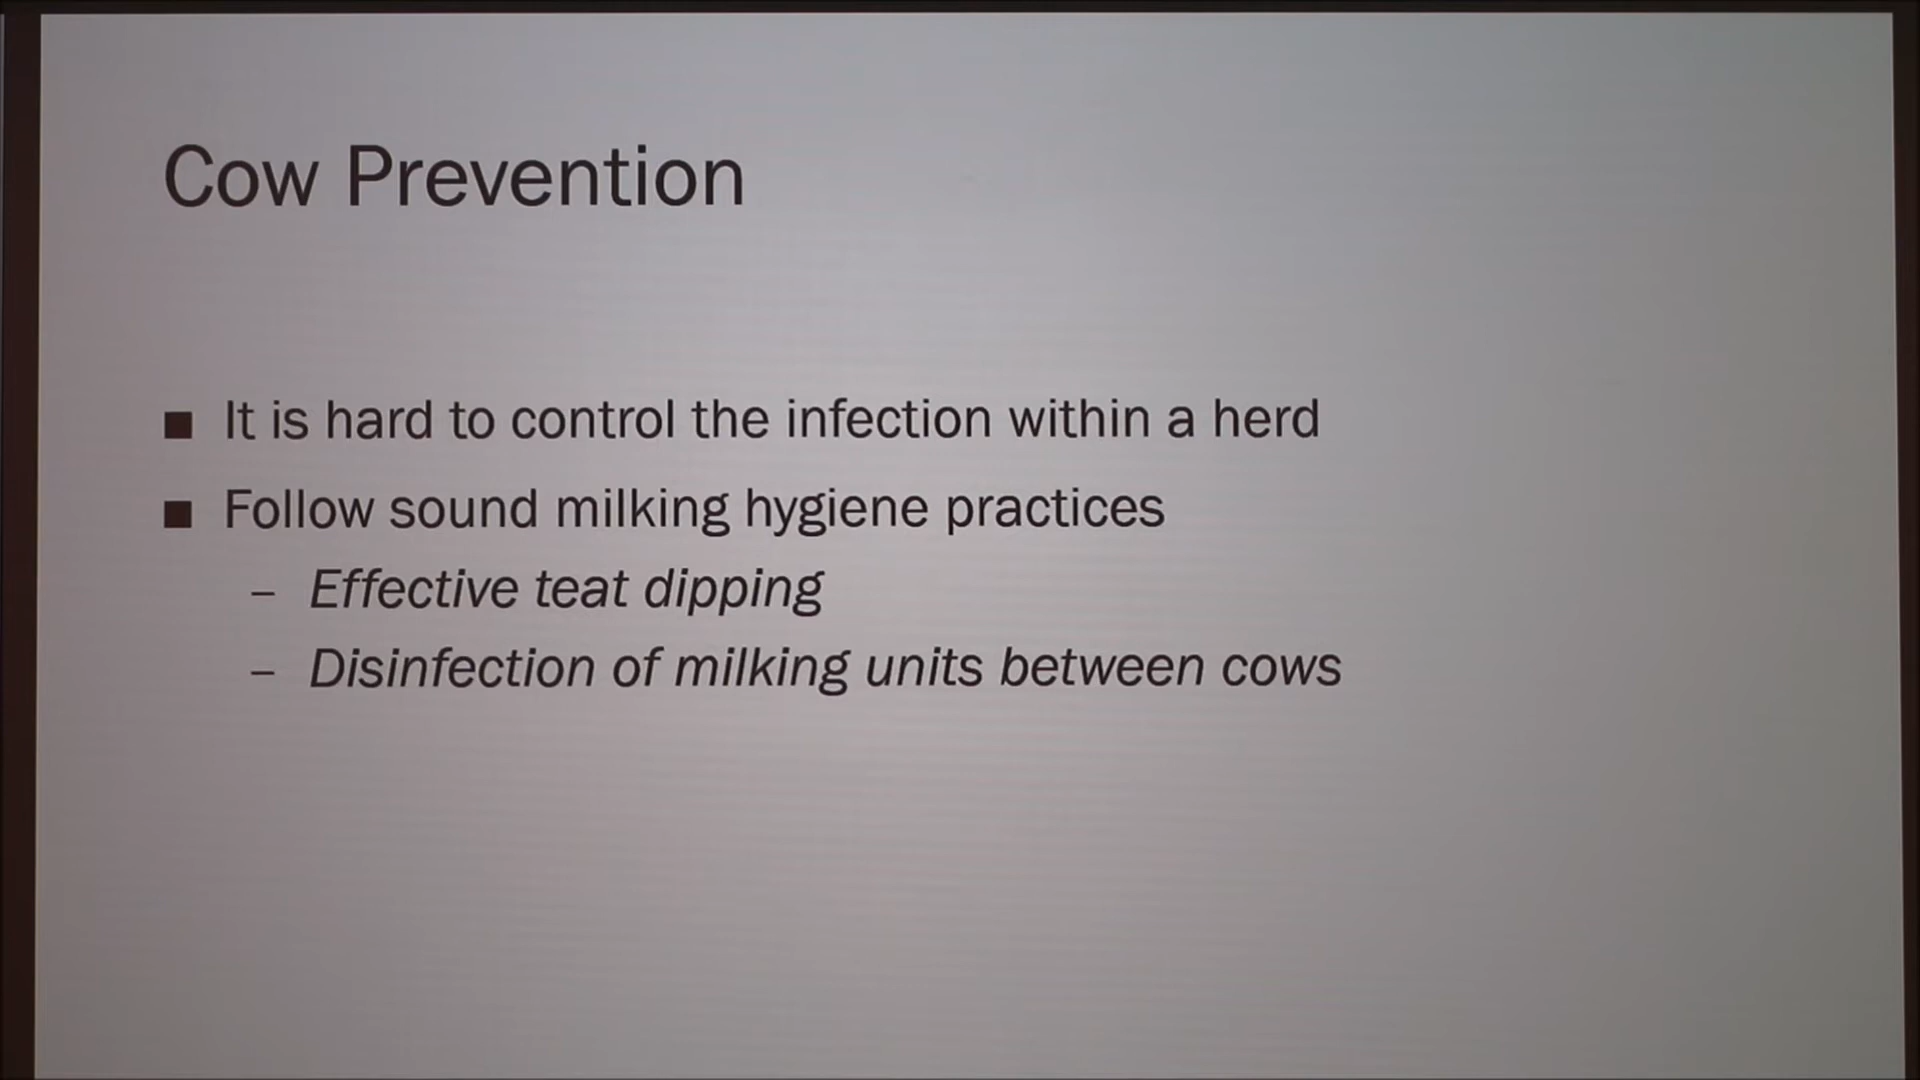 Cow Prevention
■ It is hard to control the infection within a herd
■ Follow sound milking hygiene practices
– Effective teat dipping
– Disinfection of milking units between cows